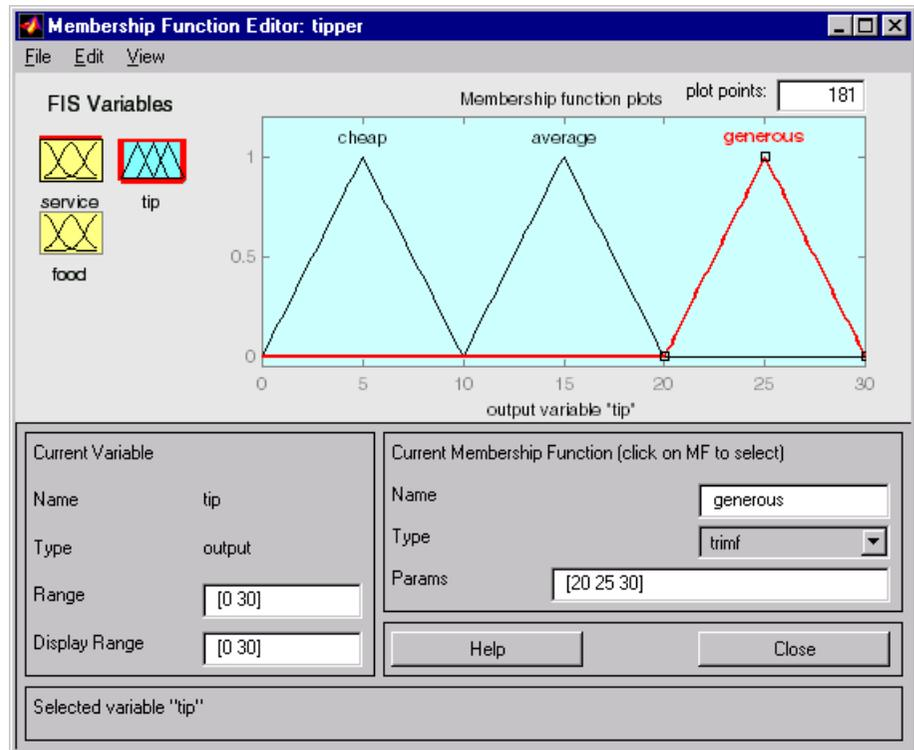 Membership Function Editor: tipper
File Edit View
FIS Variables
service
tip
food
Membership function plots
plot points:
181
cheap
average
generous
1
0.5
0
0
5
10
15
20
25
30
output variable "tip"
Current Variable
Name
tip
Type
output
Range
[0 30]
Display Range
[0 30]
Current Membership Function (click on MF to select)
Name
generous
Type
trimf
Params
[20 25 30]
Help
Close
Selected variable "tip"